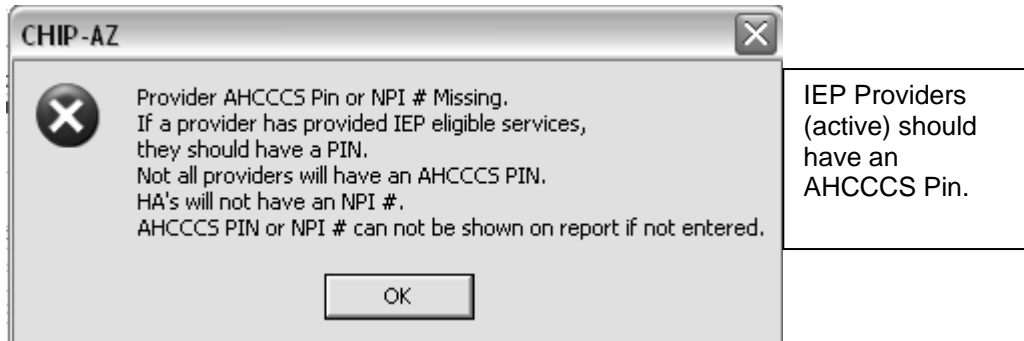 CHIP-AZ
Provider AHCCCS Pin or NPI # Missing.
If a provider has provided IEP eligible services,
they should have a PIN.
Not all providers will have an AHCCCS PIN.
HA's will not have an NPI #.
AHCCCS PIN or NPI # can not be shown on report if not entered.
OK
IEP Providers
(active) should
have an
AHCCCS Pin.